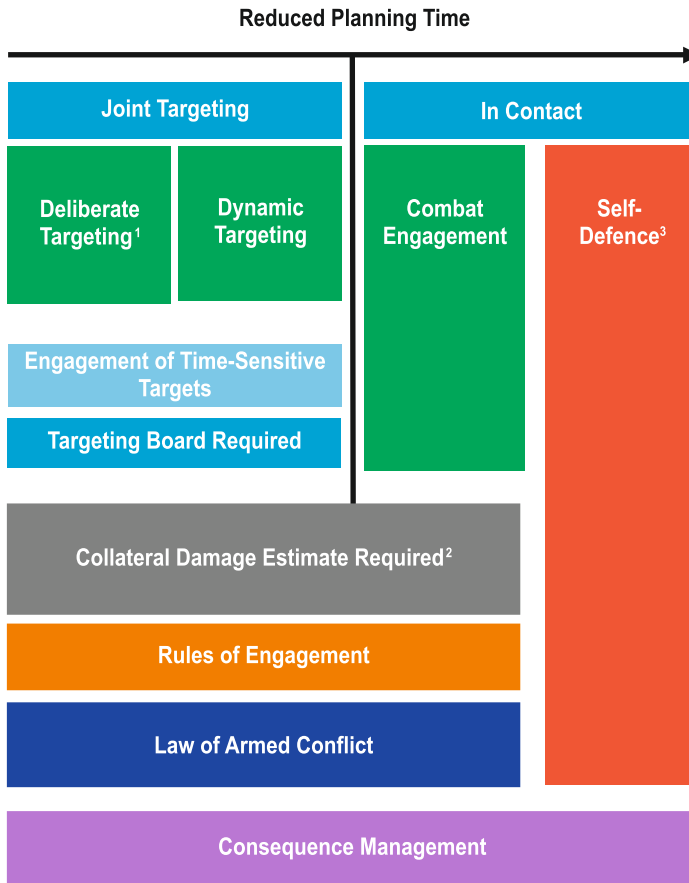 Reduced Planning Time
Joint Targeting
In Contact
Deliberate
Targeting¹
Dynamic
Targeting
Combat
Engagement
Self-
Defence³
Engagement of Time-Sensitive
Targets
Targeting Board Required
Collateral Damage Estimate Required²
Rules of Engagement
Law of Armed Conflict
Consequence Management